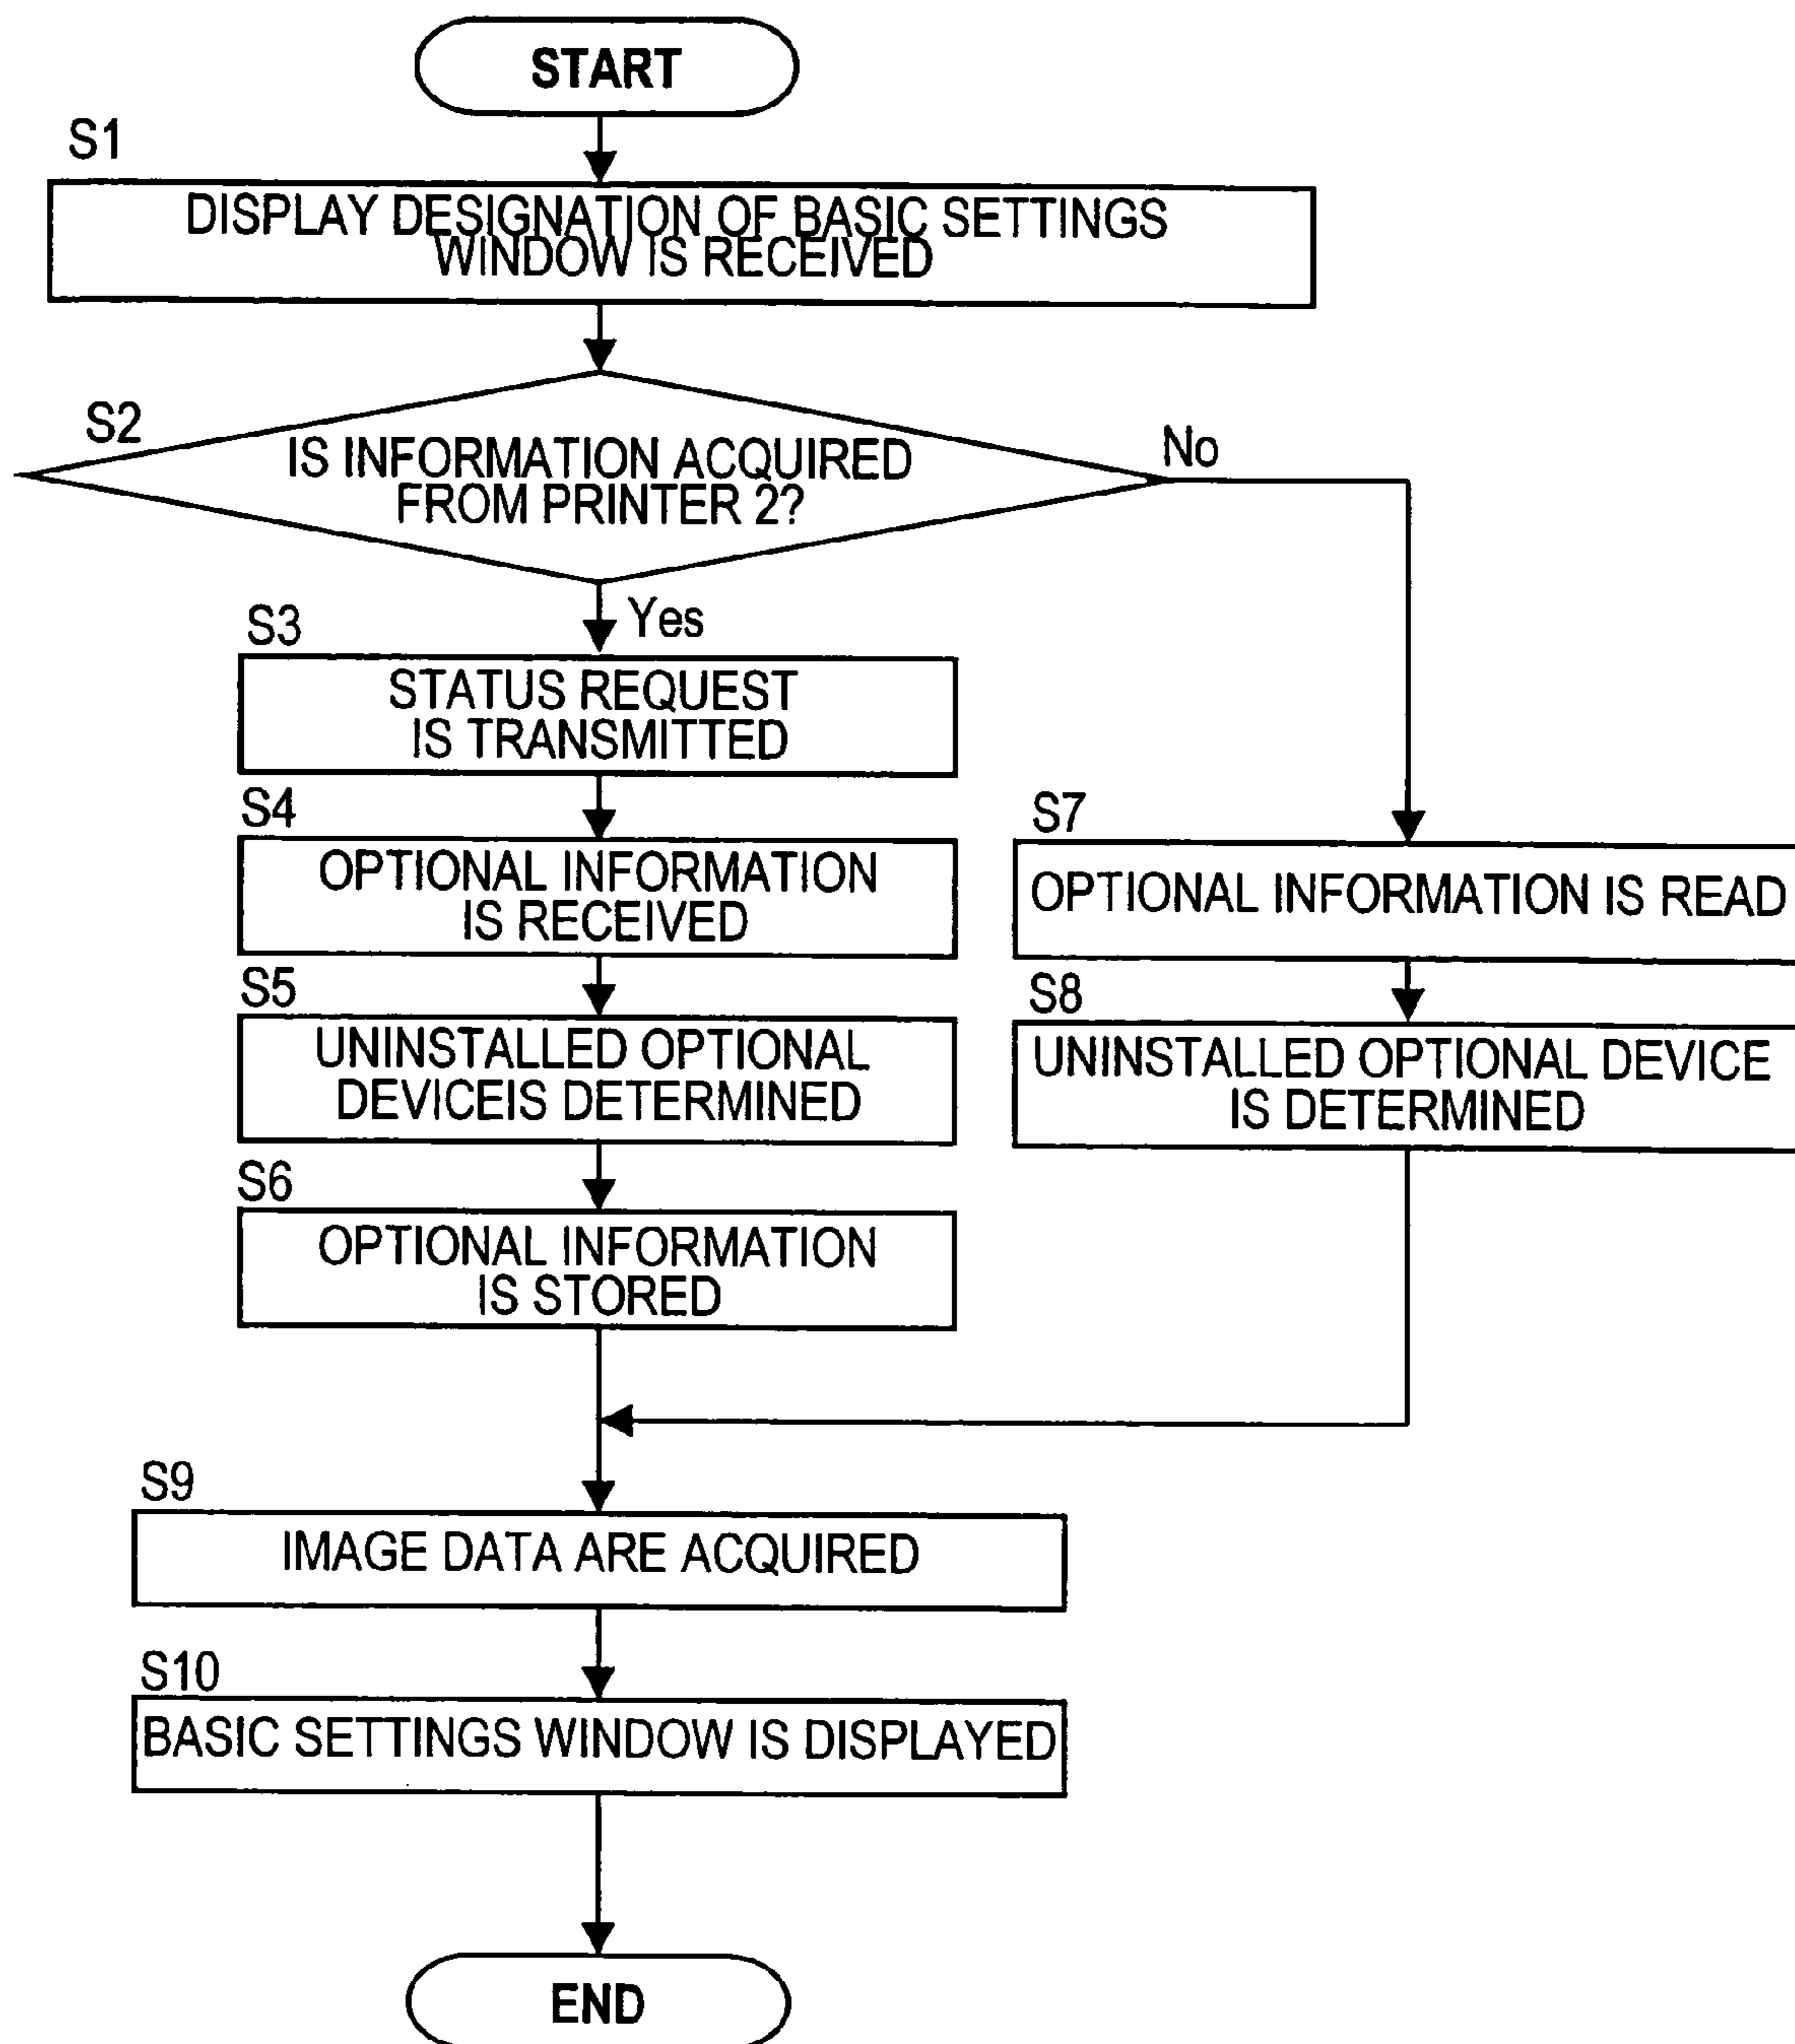 START
S1
DISPLAY DESIGNATION OF BASIC SETTINGS
WINDOW IS RECEIVED
S2
IS INFORMATION ACQUIRED
FROM PRINTER 2?
No
Yes
S3
STATUS REQUEST
IS TRANSMITTED
S4
OPTIONAL INFORMATION
IS RECEIVED
S5
UNINSTALLED OPTIONAL
DEVICEIS DETERMINED
S6
OPTIONAL INFORMATION
IS STORED
S7
OPTIONAL INFORMATION IS READ
S8
UNINSTALLED OPTIONAL DEVICE
IS DETERMINED
S9
IMAGE DATA ARE ACQUIRED
S10
BASIC SETTINGS WINDOW IS DISPLAYED
END